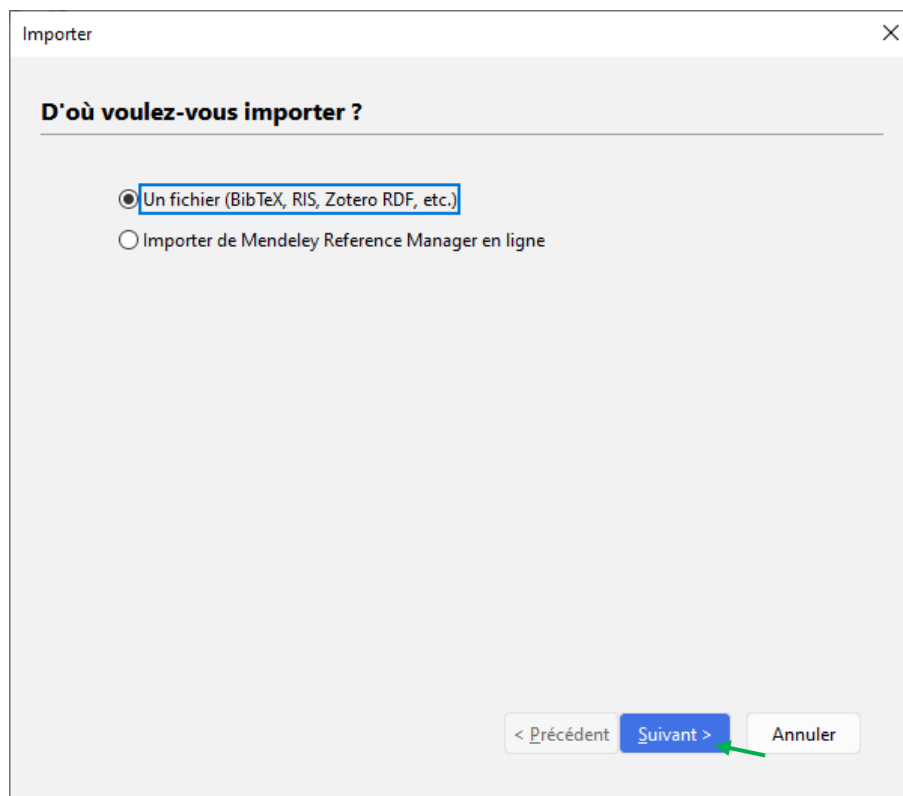 Importer
D'où voulez-vous importer ?
Un fichier (BibTeX, RIS, Zotero RDF, etc.)
Importer de Mendeley Reference Manager en ligne
< Précédent Suivant > Annuler